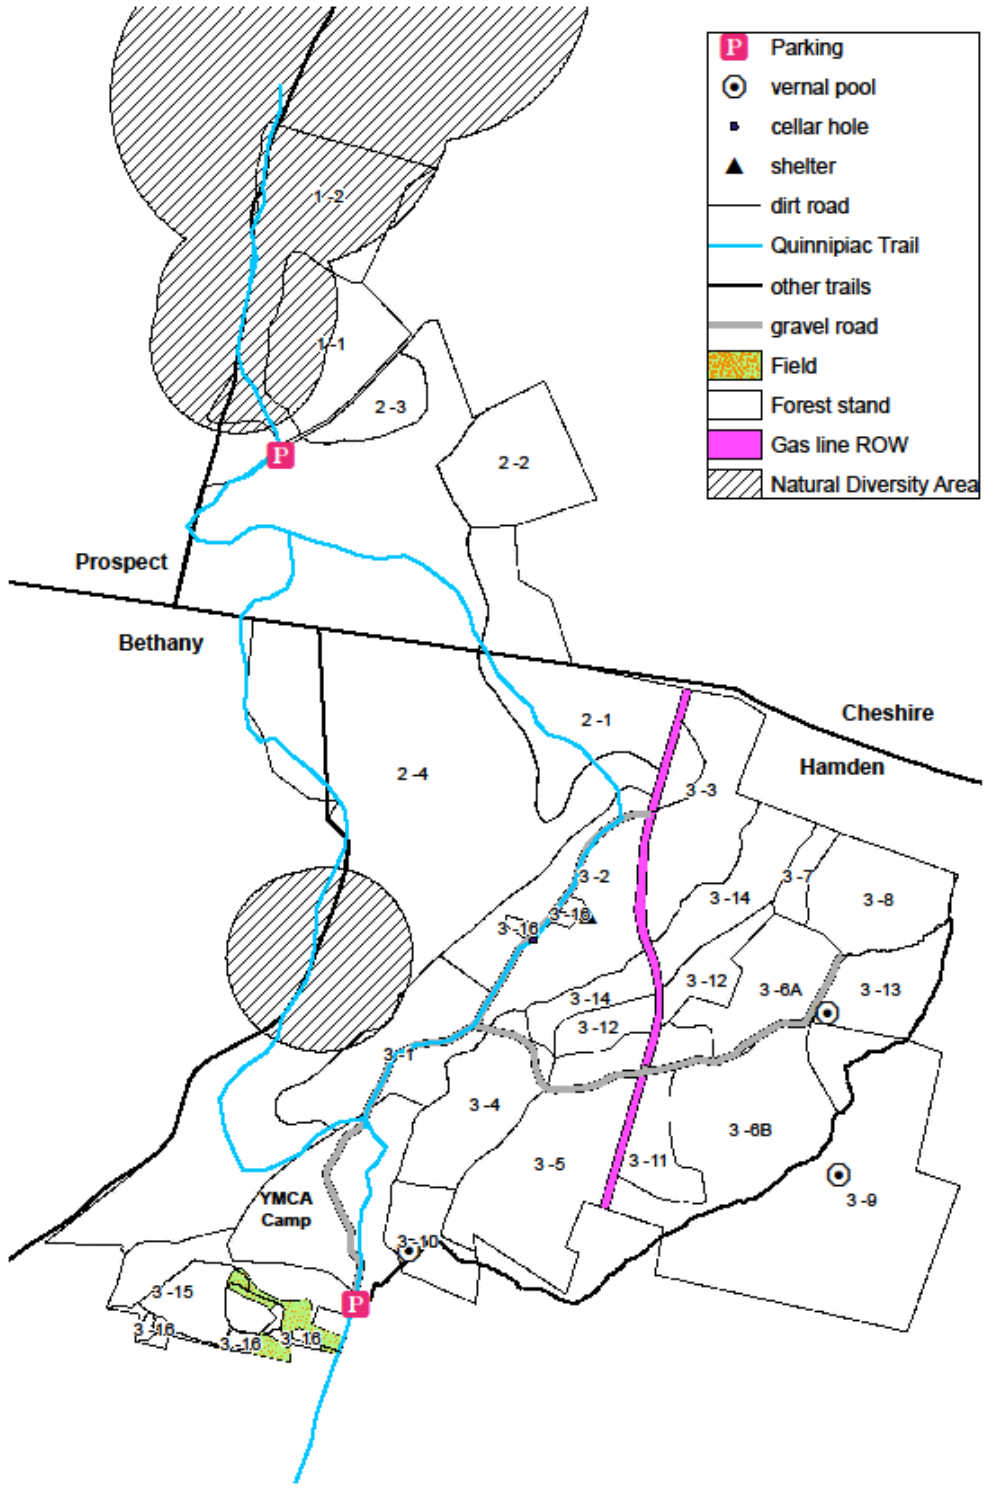 P Parking
vernal pool
cellar hole
shelter
dirt road
Quinnipiac Trail
other trails
gravel road
Field
Forest stand
Gas line ROW
Natural Diversity Area
1 -2
1 -1
2 -3
P
2 -2
Prospect
Bethany
Cheshire
2 -1
Hamden
2 -4
3 -3
3 -2
3 -7
3 -14
3 -8
3 -16
3 -16
3 -12
3 -6A
3 -13
3 -14
3 -12
3 -1
3 -4
3 -6B
3 -5
3 -11
3 -9
YMCA
Camp
3 -10
3 -15
P
3 -16
3 -16
3 -16